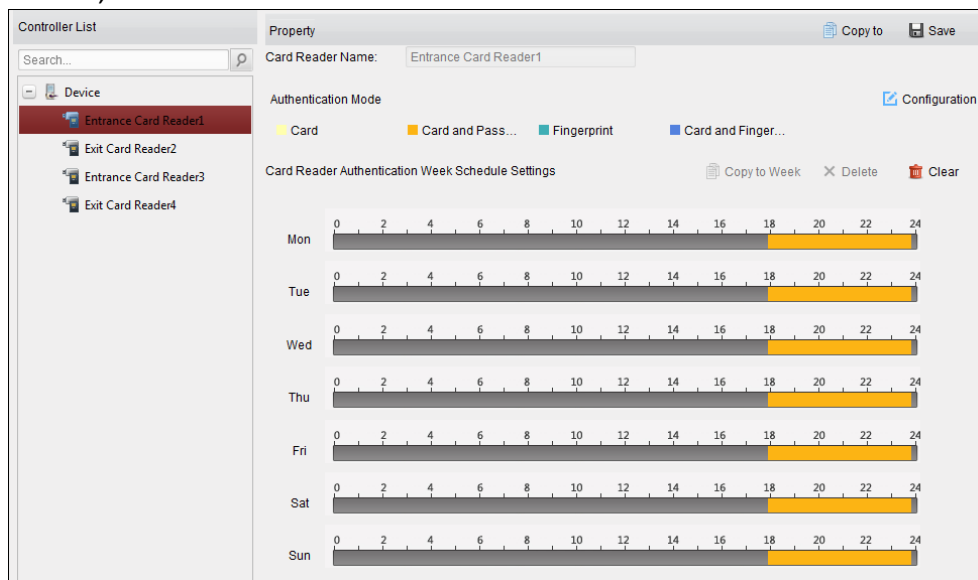 Controller List
Property
Copy to
Save
Search...
Card Reader Name:
Entrance Card Reader1
Device
Authentication Mode
Configuration
Entrance Card Reader1
Card
Card and Pass...
Fingerprint
Card and Finger...
Exit Card Reader2
Entrance Card Reader3
Card Reader Authentication Week Schedule Settings
Copy to Week
Delete
Clear
Exit Card Reader4
0 2 4 6 8 10 12 14 16 18 20 22 24
Mon
0 2 4 6 8 10 12 14 16 18 20 22 24
Tue
0 2 4 6 8 10 12 14 16 18 20 22 24
Wed
0 2 4 6 8 10 12 14 16 18 20 22 24
Thu
0 2 4 6 8 10 12 14 16 18 20 22 24
Fri
0 2 4 6 8 10 12 14 16 18 20 22 24
Sat
0 2 4 6 8 10 12 14 16 18 20 22 24
Sun